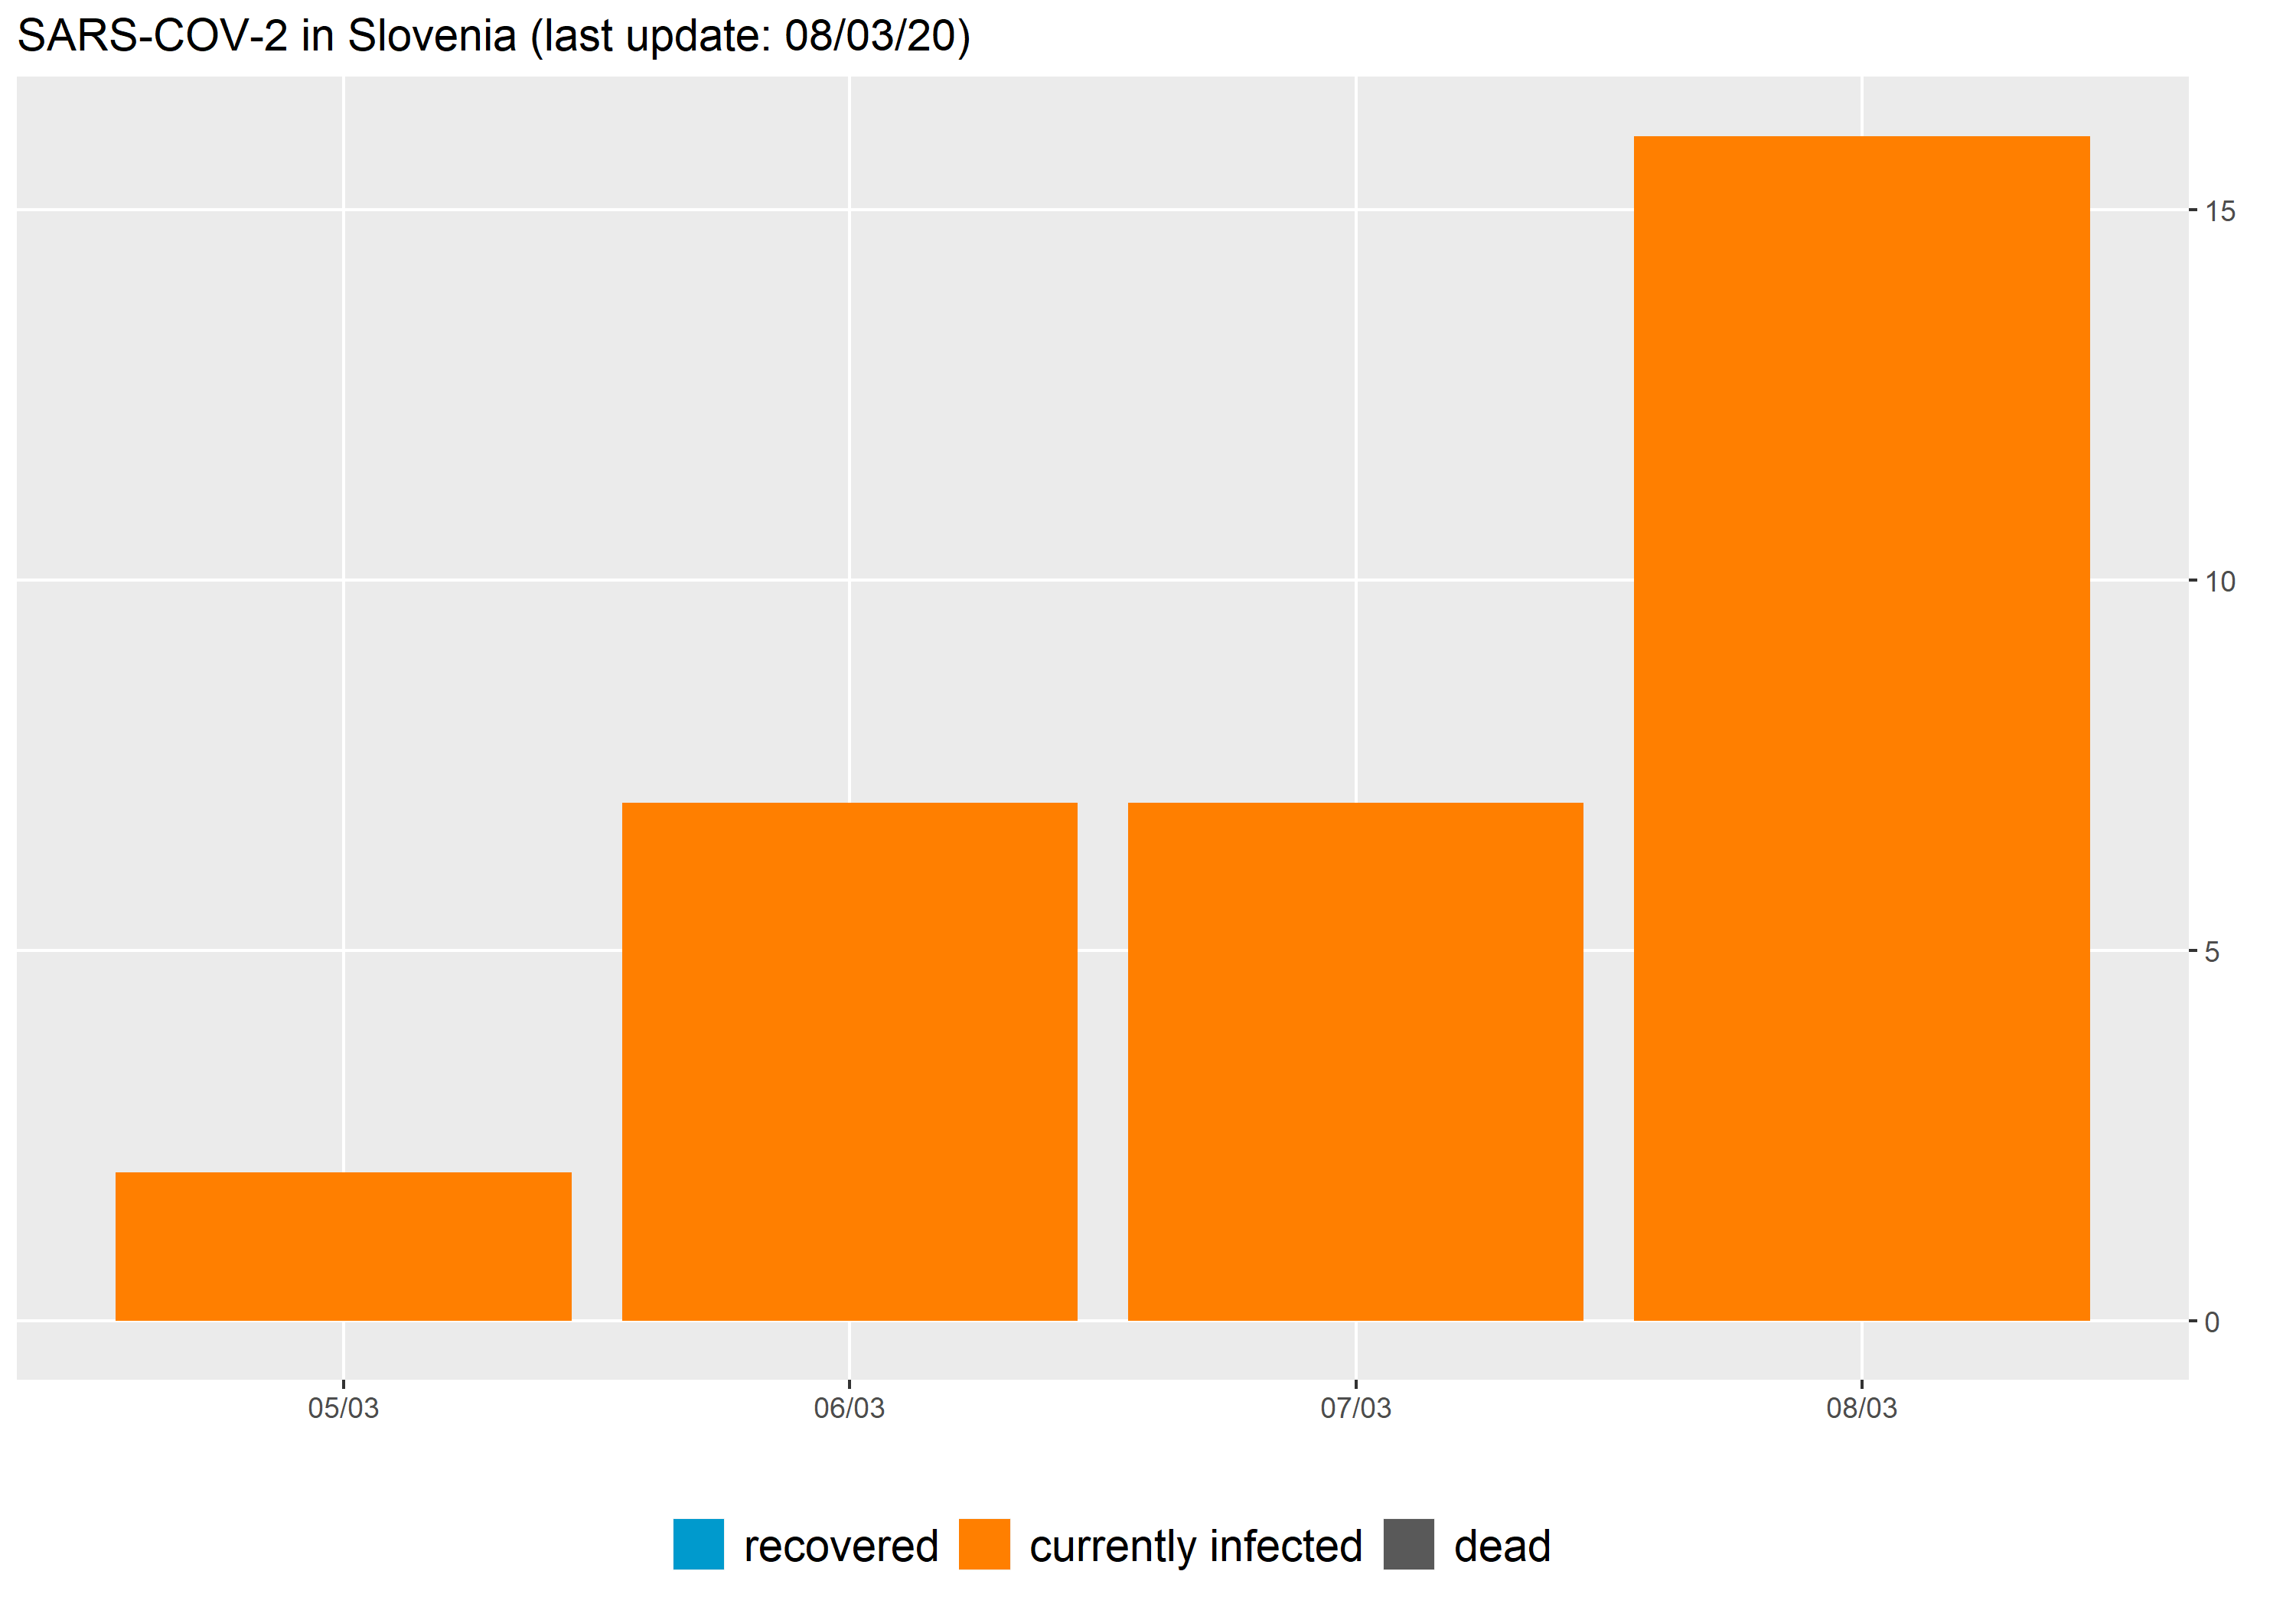 SARS-COV-2 in Slovenia (last update: 08/03/20)
15
10
5
0
05/03 06/03 07/03 08/03
recovered currently infected dead